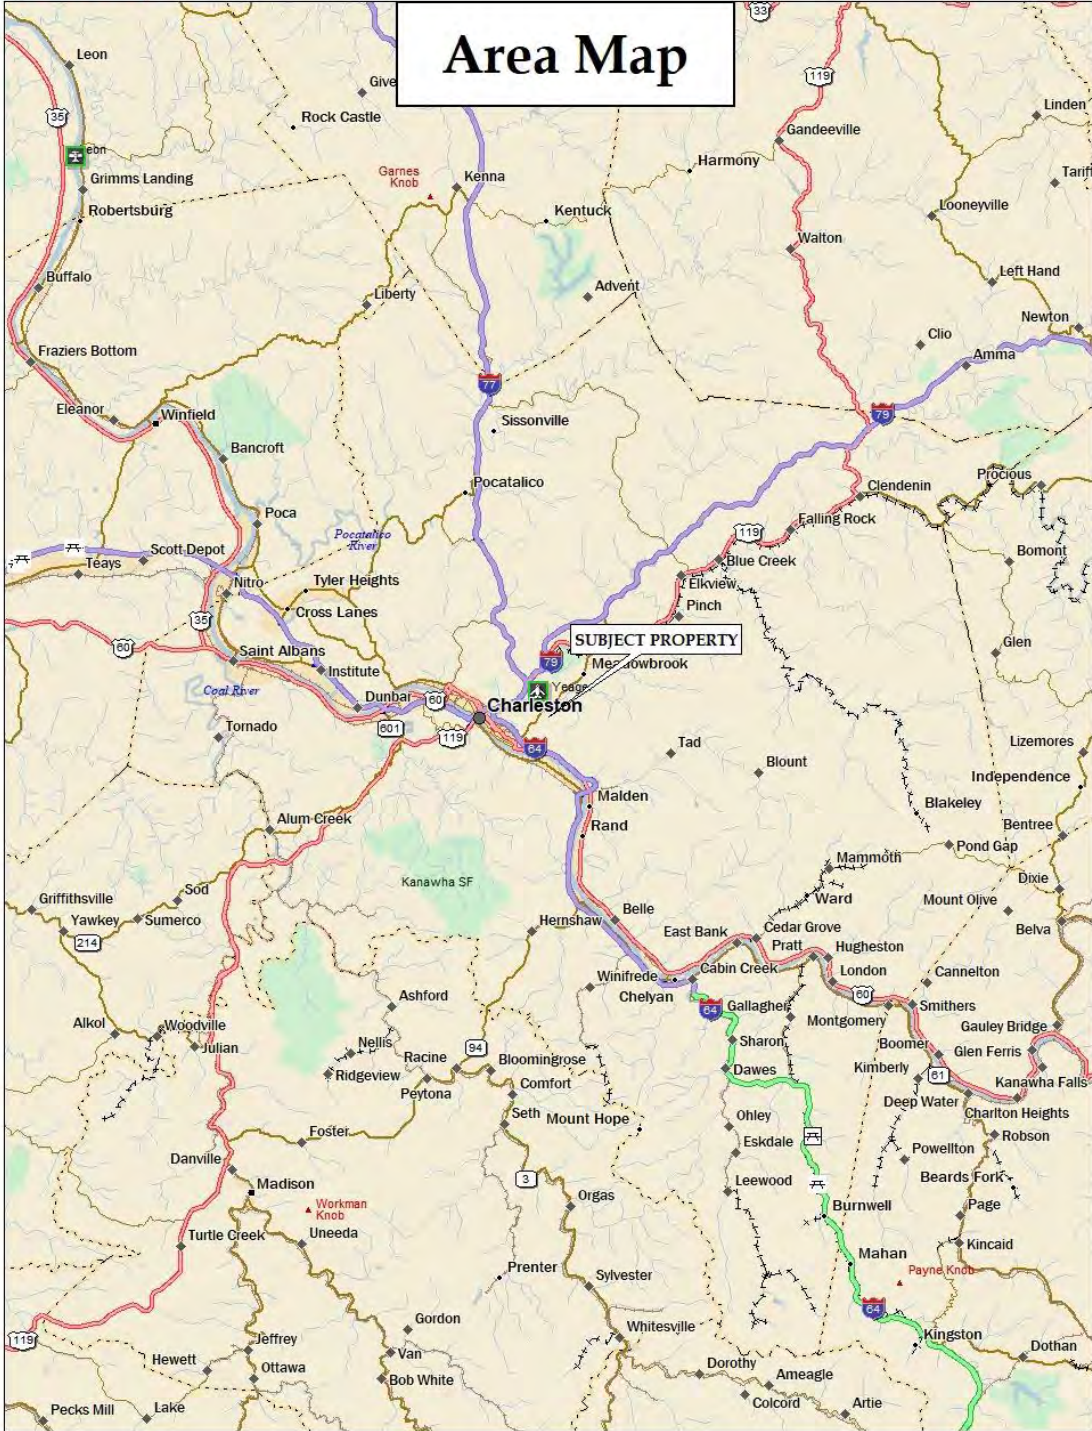 Area Map
33
Leon
119
Give
Linden
35
Rock Castle
Gandeeville
eon
Harmony
Garnes
Knob
Grimms Landing
Kenna
Tariff
Robertsburg
Kentuck
Looneyville
Walton
Buffalo
Left Hand
Advent
Liberty
Newton
Clio
Fraziers Bottom
Amma
77
Eleanor
Winfield
79
Sissonville
Bancroft
Procious
Pocatalico
Clendenin
Poca
Falling Rock
Pocatalico
River
119
Scott Depot
Bomont
Teays
Blue Creek
Nitro
Tyler Heights
Elkview
Cross Lanes
Pinch
35
60
SUBJECT PROPERTY
Glen
Saint Albans
79
Meadowbrook
Institute
Coal River
Yeage
Dunbar
60
Charleston
Tornado
601
119
64
Tad
Lizemores
Blount
Independence
Malden
Blakeley
Alum Creek
Rand
Bentree
Pond Gap
Mammoth
Kanawha SF
Dixie
Griffithsville
Sod
Ward
Mount Olive
Yawkey
Sumerco
Hernshaw
Belle
East Bank
Cedar Grove
Belva
214
Pratt
Hugheston
Winifrede
Cabin Creek
London
Cannelton
Chelyan
60
Ashford
64
Gallagher
Smithers
Alkol
Woodville
Montgomery
Gauley Bridge
Julian
Nellis
94
Sharon
Boomer
Glen Ferris
Racine
Bloomingrose
Ridgeview
Dawes
Kimberly
61
Kanawha Falls
Peytona
Comfort
Deep Water
Seth
Mount Hope
Ohley
Charlton Heights
Foster
Eskdale
Robson
Danville
Powellton
3
Leewood
Beards Fork
Madison
Orgas
Workman
Knob
Burnwell
Page
Turtle Creek
Uneeda
Kincaid
Mahan
Prenter
Sylvester
Payne Knob
64
Gordon
Whitesville
Kingston
119
Jeffrey
Van
Dothan
Hewett
Ottawa
Dorothy
Ameagle
Bob White
Colcord
Artie
Pecks Mill
Lake